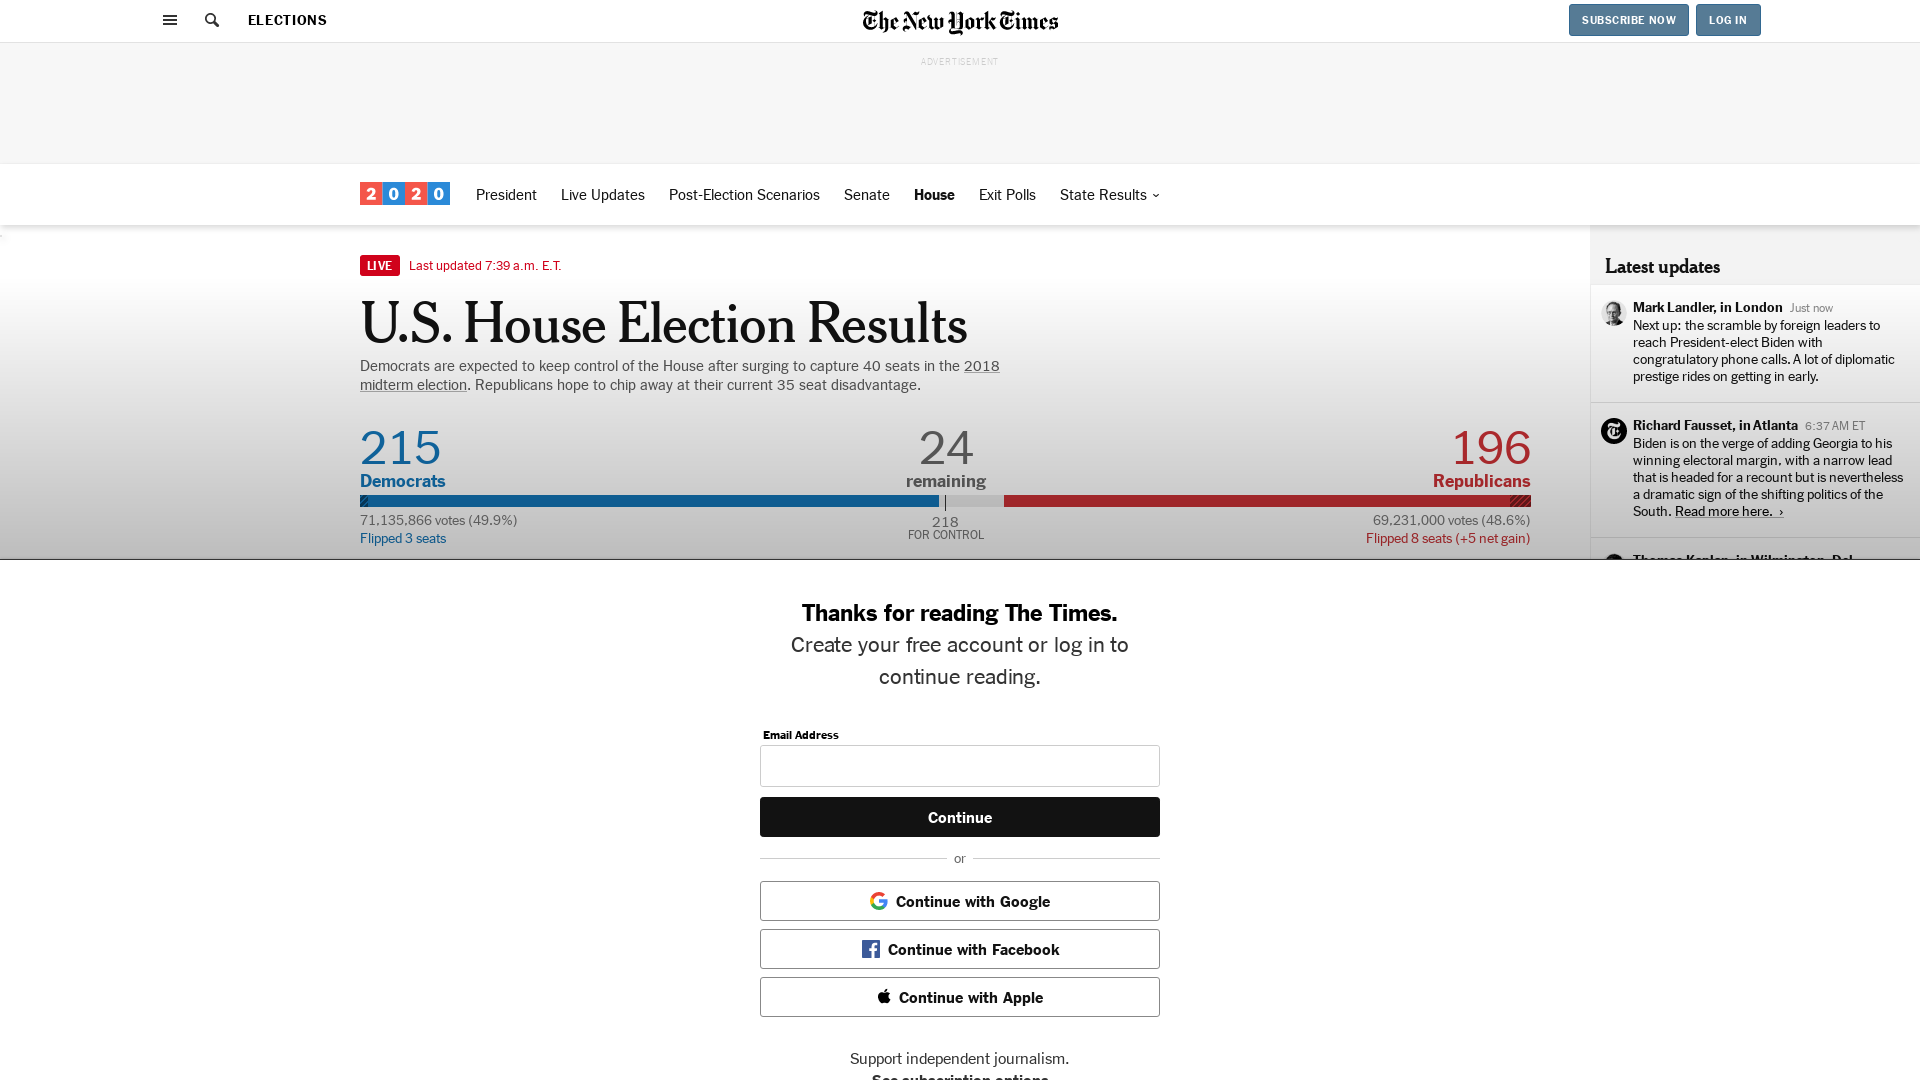 ELECTIONS
The New York Times
SUBSCRIBE NOW
LOG IN
ADVERTISEMENT
2020
President
Live Updates
Post-Election Scenarios
Senate
House
Exit Polls
State Results
LIVE
Last updated 7:39 a.m. E.T.
U.S. House Election Results
Democrats are expected to keep control of the House after surging to capture 40 seats in the 2018
midterm election. Republicans hope to chip away at their current 35 seat disadvantage.
215
Democrats
24
remaining
196
Republicans
71,135,866 votes (49.9%)
Flipped 3 seats
218
FOR CONTROL
69,231,000 votes (48.6%)
Flipped 8 seats (+5 net gain)
Latest updates
Mark Landler, in London Just now
Next up: the scramble by foreign leaders to
reach President-elect Biden with
congratulatory phone calls. A lot of diplomatic
prestige rides on getting in early.
Richard Fausset, in Atlanta 6:37 AM ET
Biden is on the verge of adding Georgia to his
winning electoral margin, with a narrow lead
that is headed for a recount but is nevertheless
a dramatic sign of the shifting politics of the
South. Read more here. ›
Thomas Kaplan, in Wilmington, Del.
Thanks for reading The Times.
Create your free account or log in to
continue reading.
Email Address
Continue
or
Continue with Google
Continue with Facebook
Continue with Apple
Support independent journalism.
See subscription options.